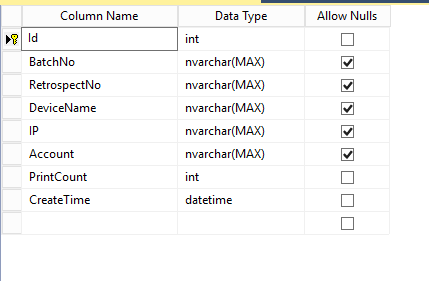 Column Name Data Type Allow Nulls
Id int
BatchNo nvarchar(MAX)
RetrospectNo nvarchar(MAX)
DeviceName nvarchar(MAX)
IP nvarchar(MAX)
Account nvarchar(MAX)
PrintCount int
CreateTime datetime